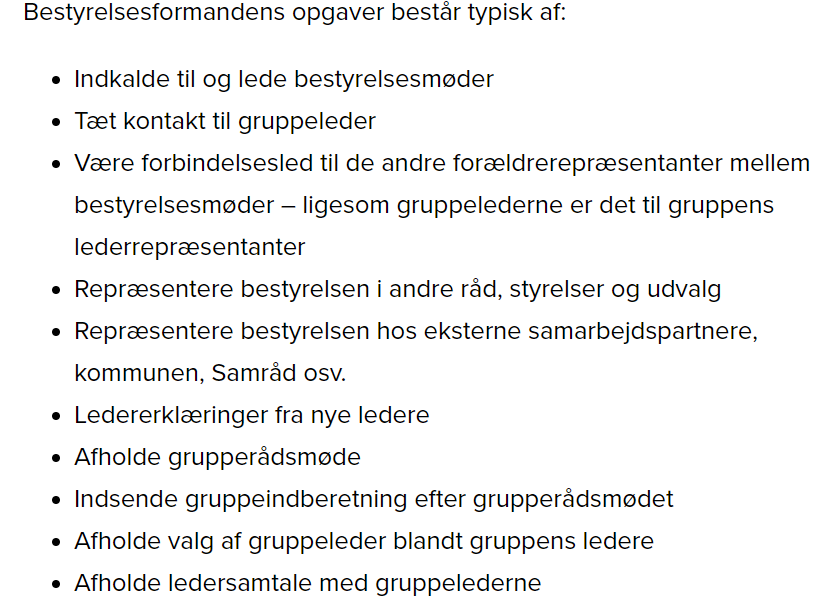 Bestyrelsesformandens opgaver består typisk af:
• Indkalde til og lede bestyrelsesmøder
• Tæt kontakt til gruppeleder
• Være forbindelsesled til de andre forældrerepræsentanter mellem
bestyrelsesmøder – ligesom gruppelederne er det til gruppens
lederrepræsentanter
• Repræsentere bestyrelsen i andre råd, styrelser og udvalg
• Repræsentere bestyrelsen hos eksterne samarbejdspartnere,
kommunen, Samråd osv.
• Ledererklæringer fra nye ledere
• Afholde grupperådsmøde
• Indsende gruppeindberetning efter grupperådsmødet
• Afholde valg af gruppeleder blandt gruppens ledere
• Afholde ledersamtale med gruppelederne